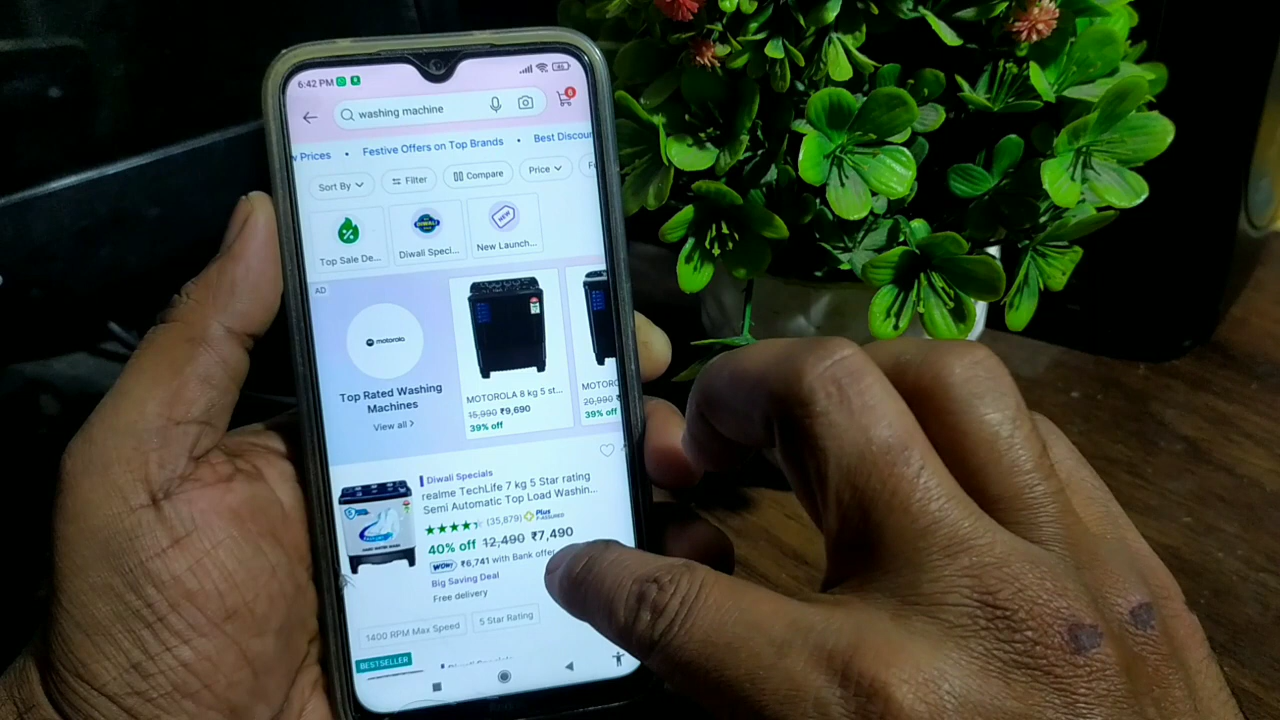 6:42 PM
46
washing machine
6
w Prices • Festive Offers on Top Brands • Best Discou
Sort By
Filter
Compare
Price
Top Sale De...
Diwali Speci...
New Launch...
AD
motorola
Top Rated Washing
Machines
View all
MOTOROLA 8 kg 5 st...
15,990 ₹9,690
39% off
MOTORO
20,990 ₹
39% off
Diwali Specials
realme TechLife 7 kg 5 Star rating
Semi Automatic Top Load Washin...
(35,879) Plus
F-ASSURED
40% off 12,490 ₹7,490
WOW! ₹6,741 with Bank offer
Big Saving Deal
Free delivery
1400 RPM Max Speed
5 Star Rating
BESTSELLER